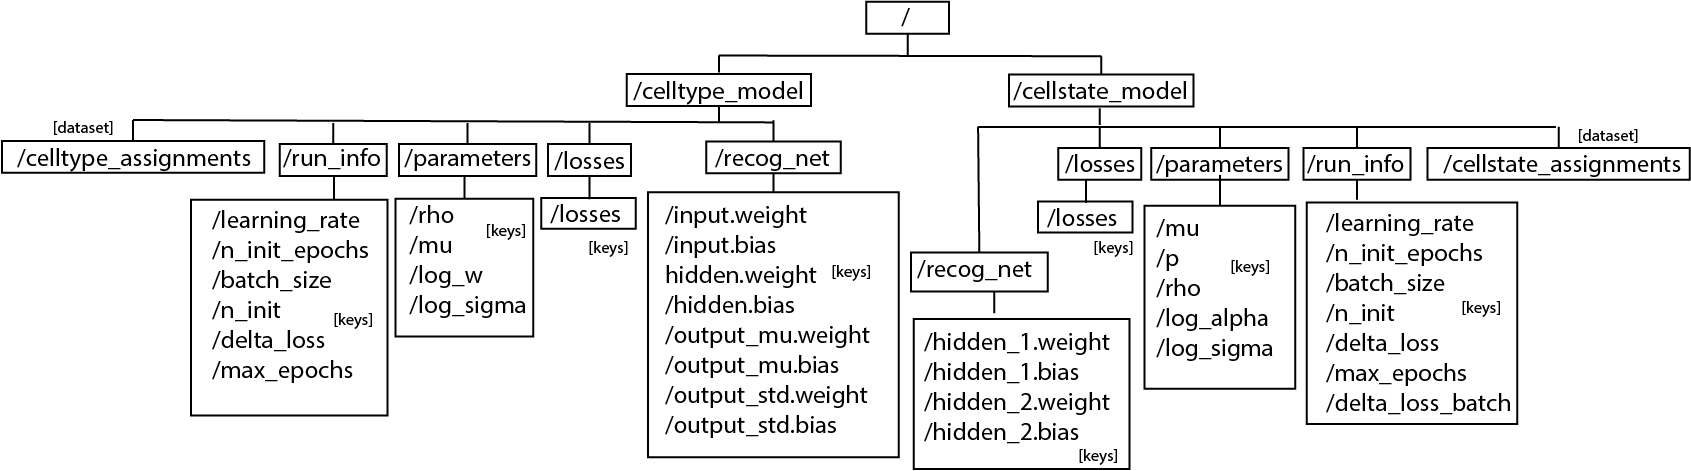 /
/celltype_model
/cellstate_model
[dataset]
/celltype_assignments
/run_info
/learning_rate
/n_init_epochs
/batch_size
/n_init
[keys]
/delta_loss
/max_epochs
/parameters
/rho
[keys]
/mu
/log_w
/log_sigma
/losses
/losses
[keys]
/recog_net
/input.weight
/input.bias
hidden.weight
[keys]
/hidden.bias
/output_mu.weight
/output_mu.bias
/output_std.weight
/output_std.bias
/recog_net
/hidden_1.weight
/hidden_1.bias
/hidden_2.weight
/hidden_2.bias
[keys]
/losses
/losses
[keys]
/parameters
/mu
/p
[keys]
/rho
/log_alpha
/log_sigma
/run_info
/learning_rate
/n_init_epochs
/batch_size
/n_init
[keys]
/delta_loss
/max_epochs
/delta_loss_batch
[dataset]
/cellstate_assignments